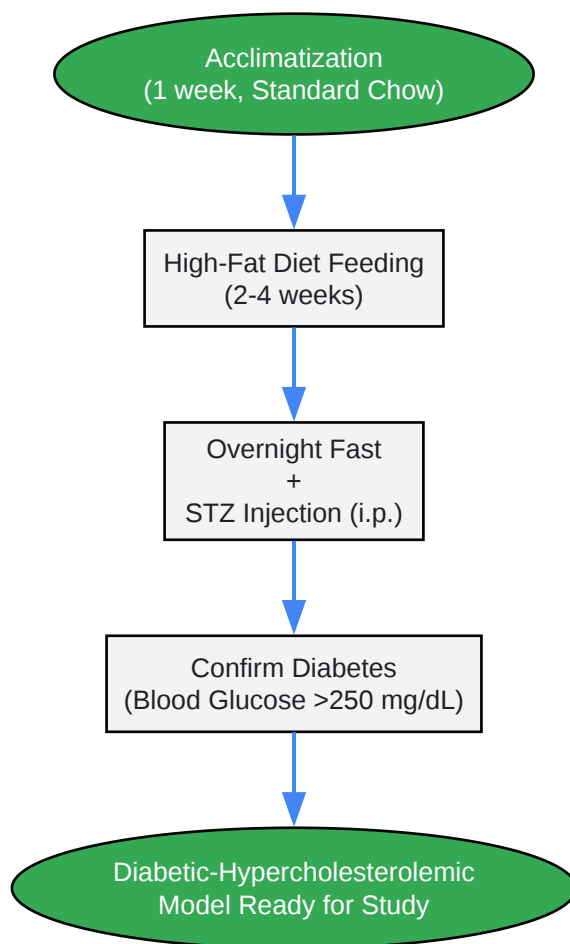 Acclimatization
(1 week, Standard Chow)
High-Fat Diet Feeding
(2-4 weeks)
Overnight Fast
+
STZ Injection (i.p.)
Confirm Diabetes
(Blood Glucose >250 mg/dL)
Diabetic-Hypercholesterolemic
Model Ready for Study